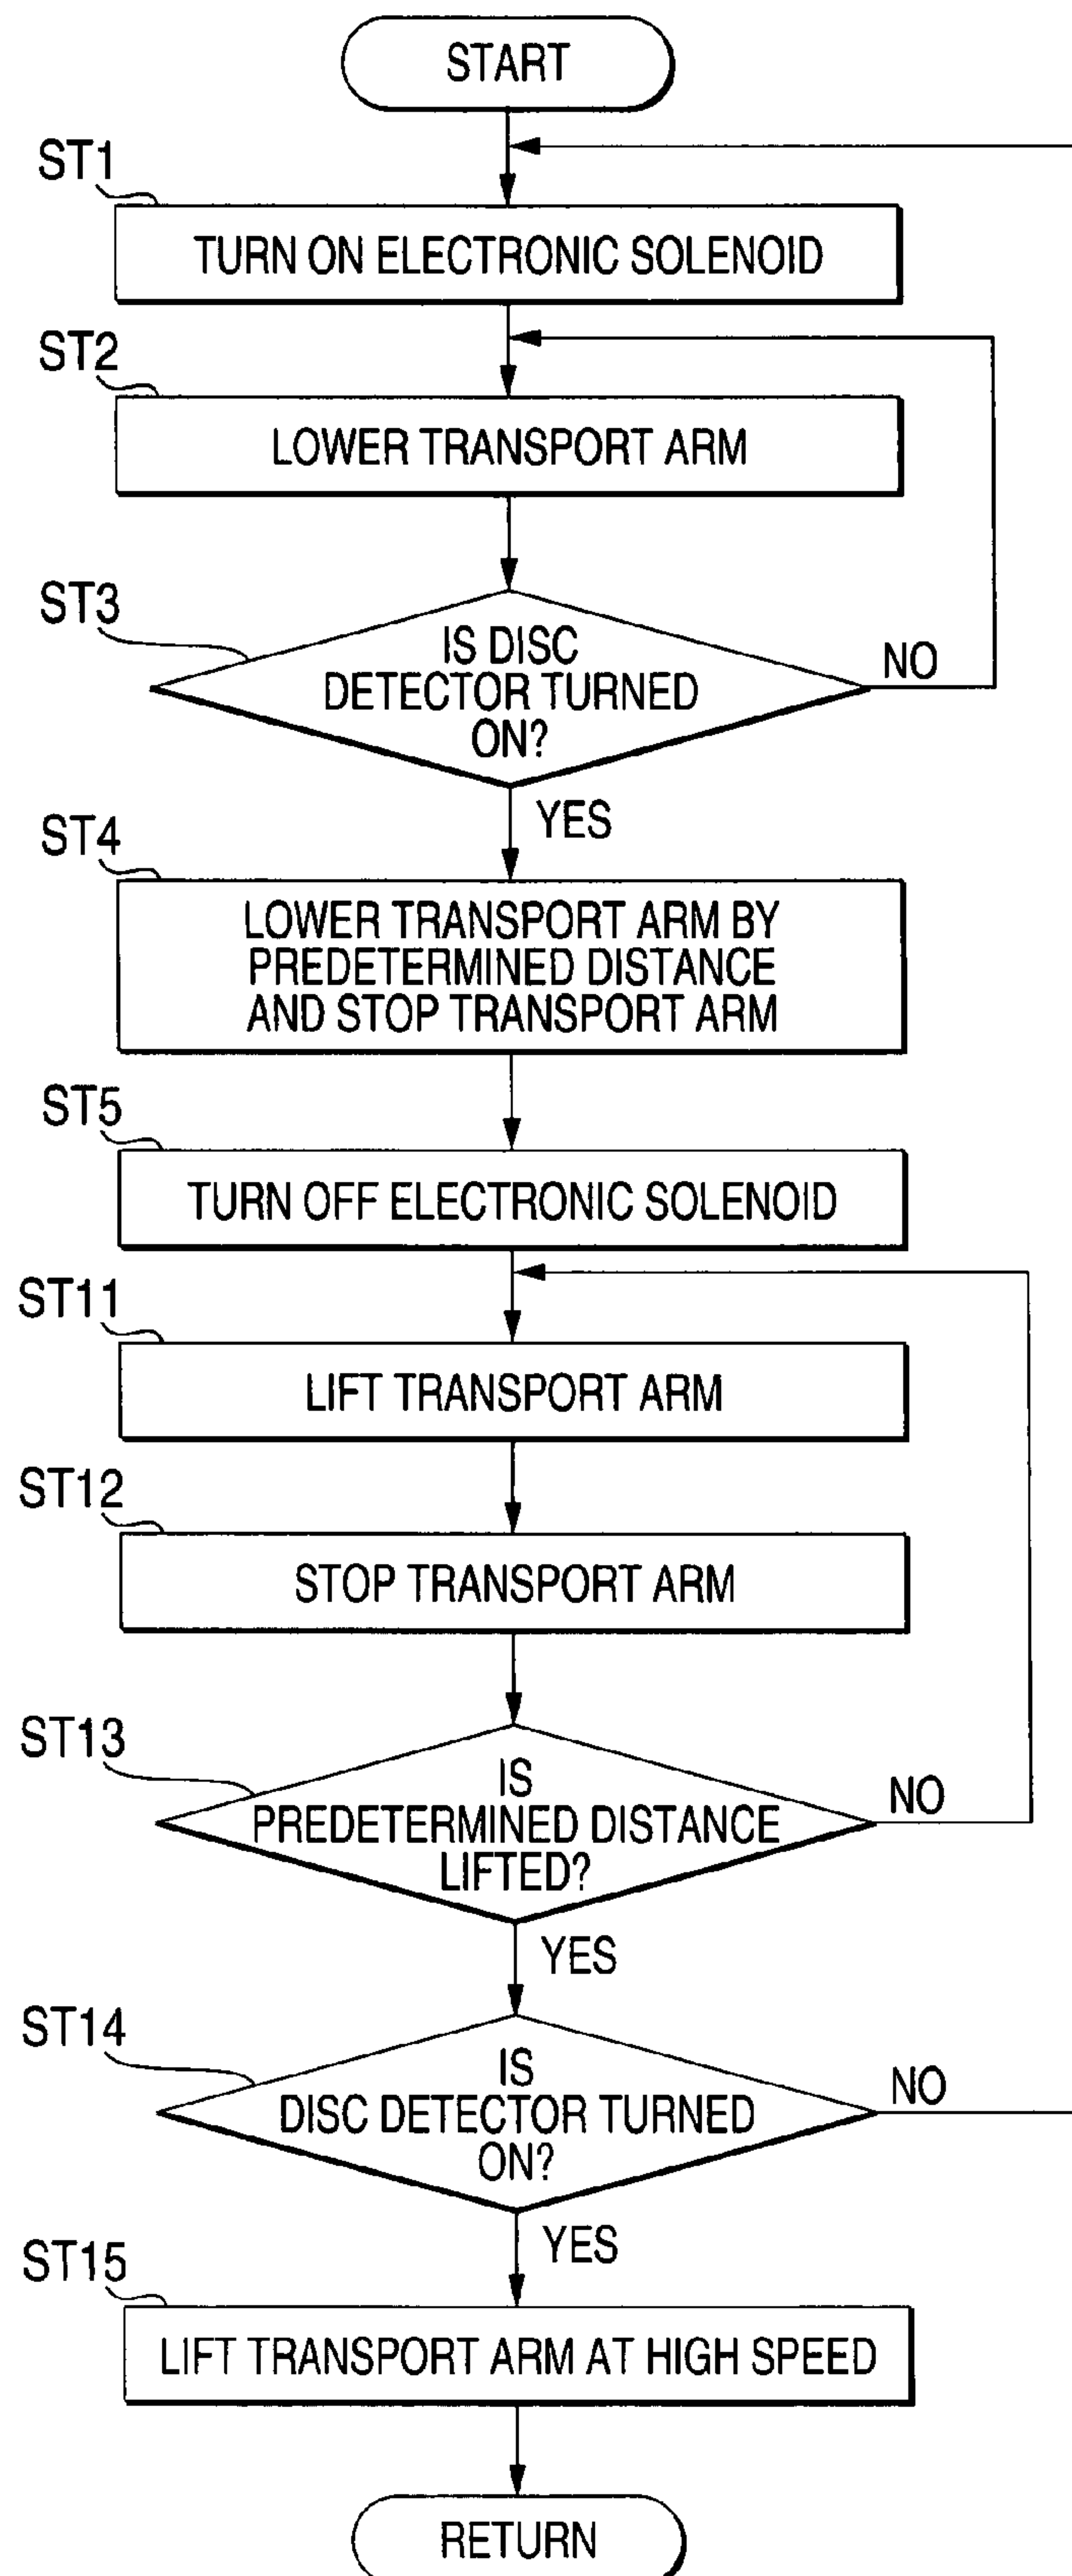 START
ST1
TURN ON ELECTRONIC SOLENOID
ST2
LOWER TRANSPORT ARM
ST3
IS DISC
DETECTOR TURNED
ON?
NO
YES
ST4
LOWER TRANSPORT ARM BY
PREDETERMINED DISTANCE
AND STOP TRANSPORT ARM
ST5
TURN OFF ELECTRONIC SOLENOID
ST11
LIFT TRANSPORT ARM
ST12
STOP TRANSPORT ARM
ST13
IS
PREDETERMINED DISTANCE
LIFTED?
NO
YES
ST14
IS
DISC DETECTOR TURNED
ON?
NO
YES
ST15
LIFT TRANSPORT ARM AT HIGH SPEED
RETURN